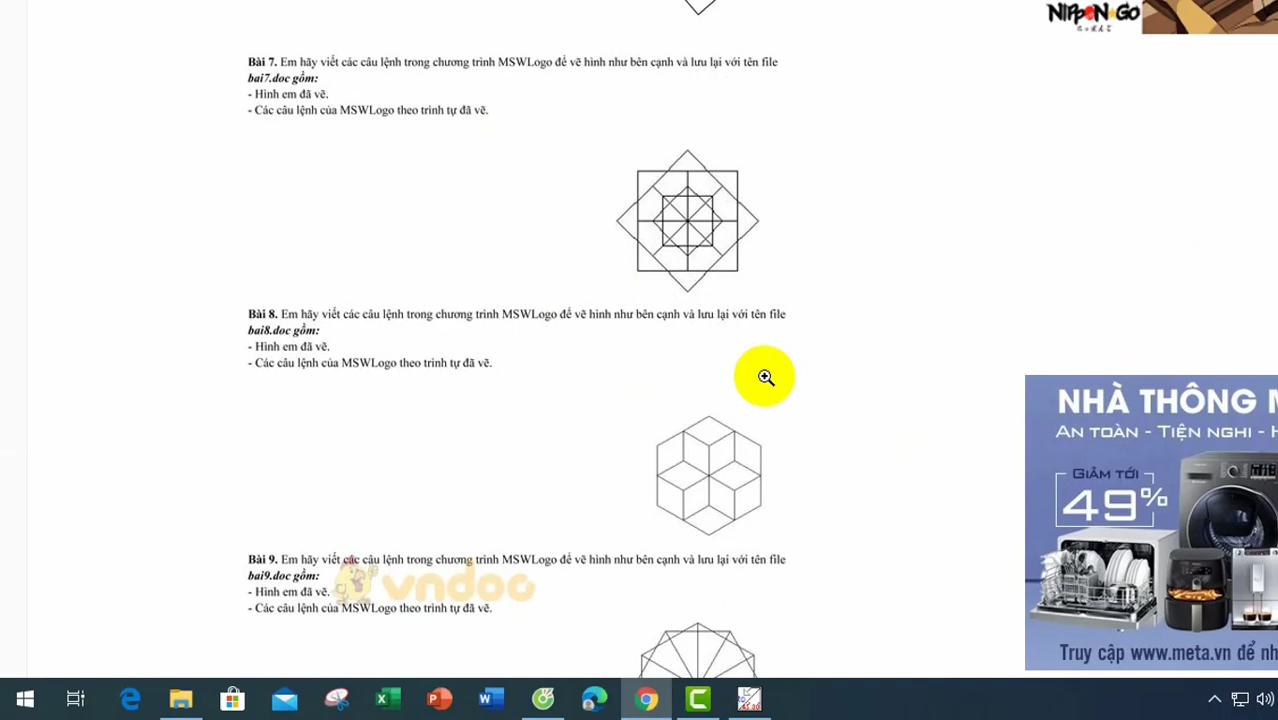 NIPPON GO
Bài 7. Em hãy viết các câu lệnh trong chương trình MSWLogo để vẽ hình như bên cạnh và lưu lại với tên file
bai7.doc gồm:
- Hình em đã vẽ.
- Các câu lệnh của MSWLogo theo trình tự đã vẽ.
Bài 8. Em hãy viết các câu lệnh trong chương trình MSWLogo để vẽ hình như bên cạnh và lưu lại với tên file
bai8.doc gồm:
- Hình em đã vẽ.
- Các câu lệnh của MSWLogo theo trình tự đã vẽ.
NHÀ THÔNG M
AN TOÀN - TIỆN NGHI - H
GIẢM TỚI
49%
Bài 9. Em hãy viết các câu lệnh trong chương trình MSWLogo để vẽ hình như bên cạnh và lưu lại với tên file
bai9.doc gồm:
- Hình em đã vẽ.
- Các câu lệnh của MSWLogo theo trình tự đã vẽ.
vndoc
Truy cập www.meta.vn để nh